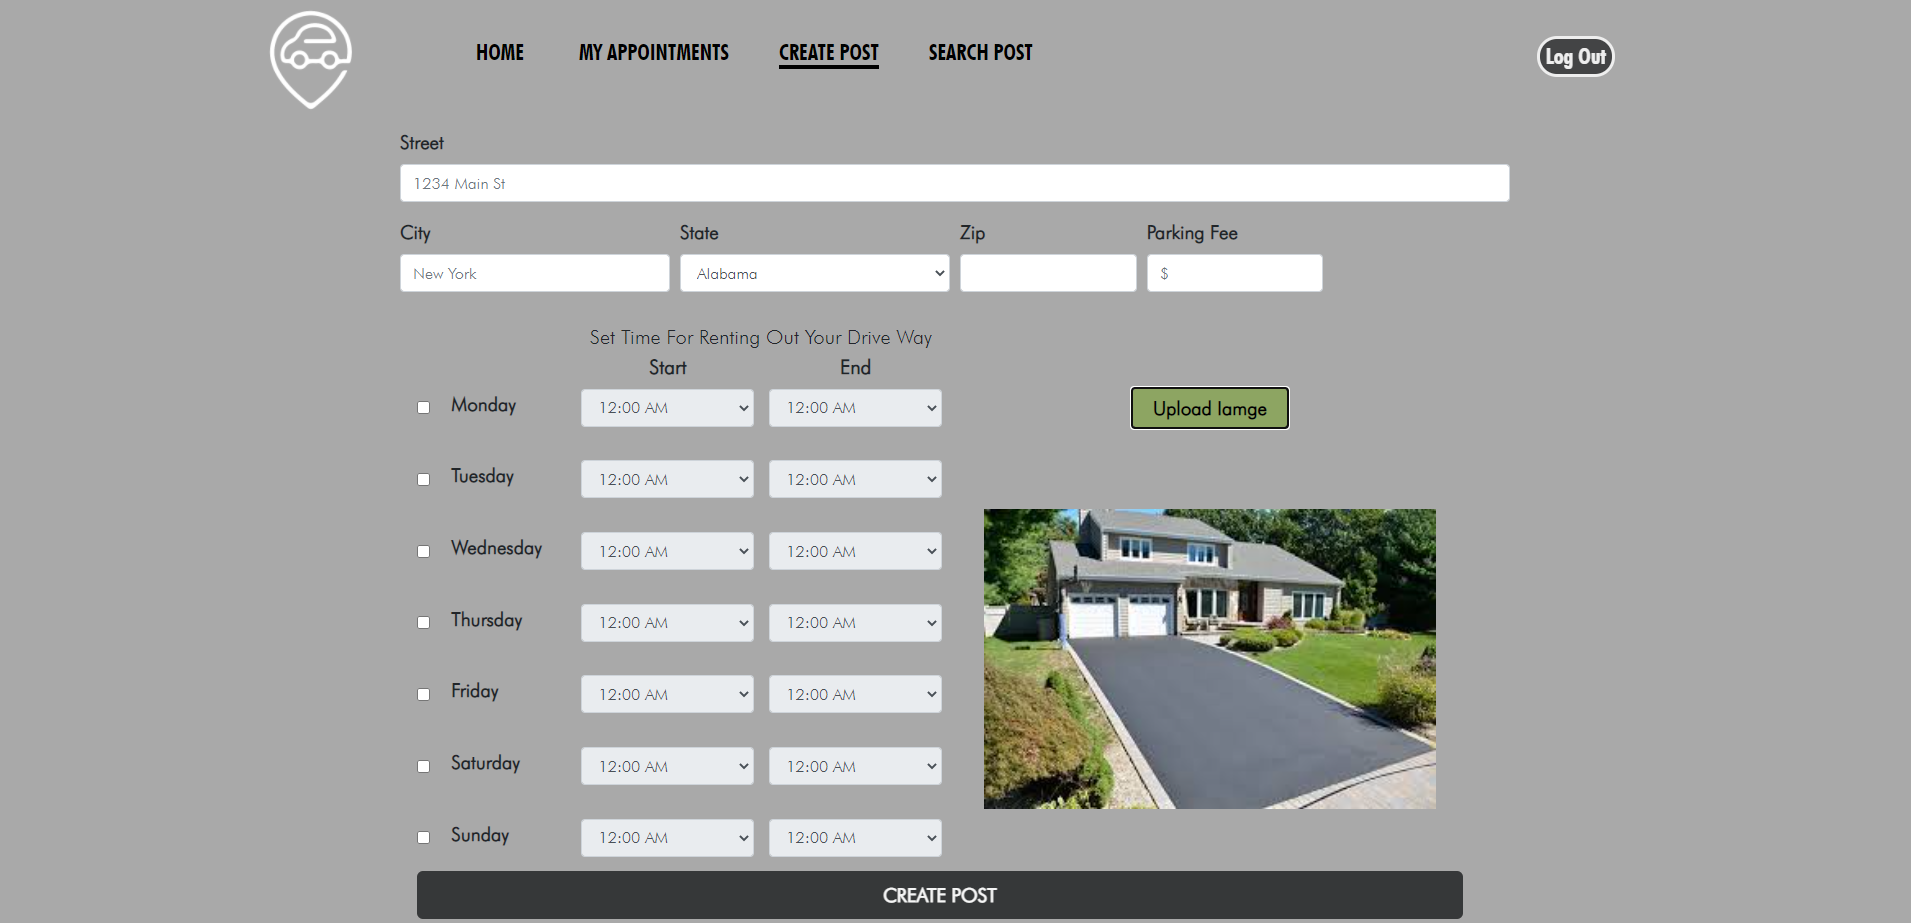 HOME MY APPOINTMENTS CREATE POST SEARCH POST Log Out
Street
1234 Main St
City State Zip Parking Fee
New York Alabama $
Set Time For Renting Out Your Drive Way
Start End
Monday 12:00 AM 12:00 AM Upload Iamge
Tuesday 12:00 AM 12:00 AM
Wednesday 12:00 AM 12:00 AM
Thursday 12:00 AM 12:00 AM
Friday 12:00 AM 12:00 AM
Saturday 12:00 AM 12:00 AM
Sunday 12:00 AM 12:00 AM
CREATE POST